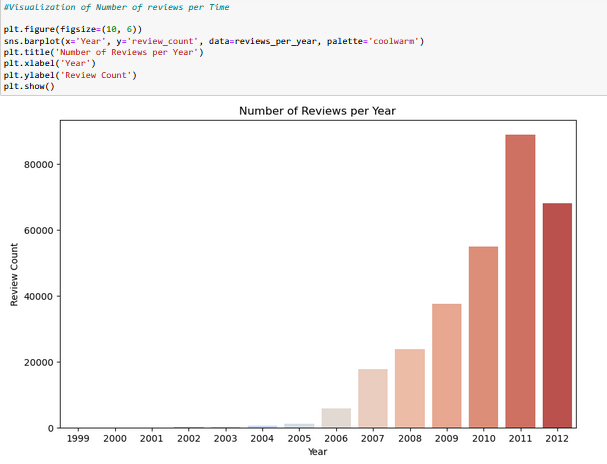 #Visualization of Number of reviews per Time
plt.figure(figsize=(10, 6))
sns.barplot(x='Year', y='review_count', data=reviews_per_year, palette='coolwarm')
plt.title('Number of Reviews per Year')
plt.xlabel('Year')
plt.ylabel('Review Count')
plt.show()
Number of Reviews per Year
Review Count
80000
60000
40000
20000
0
1999 2000 2001 2002 2003 2004 2005 2006 2007 2008 2009 2010 2011 2012
Year